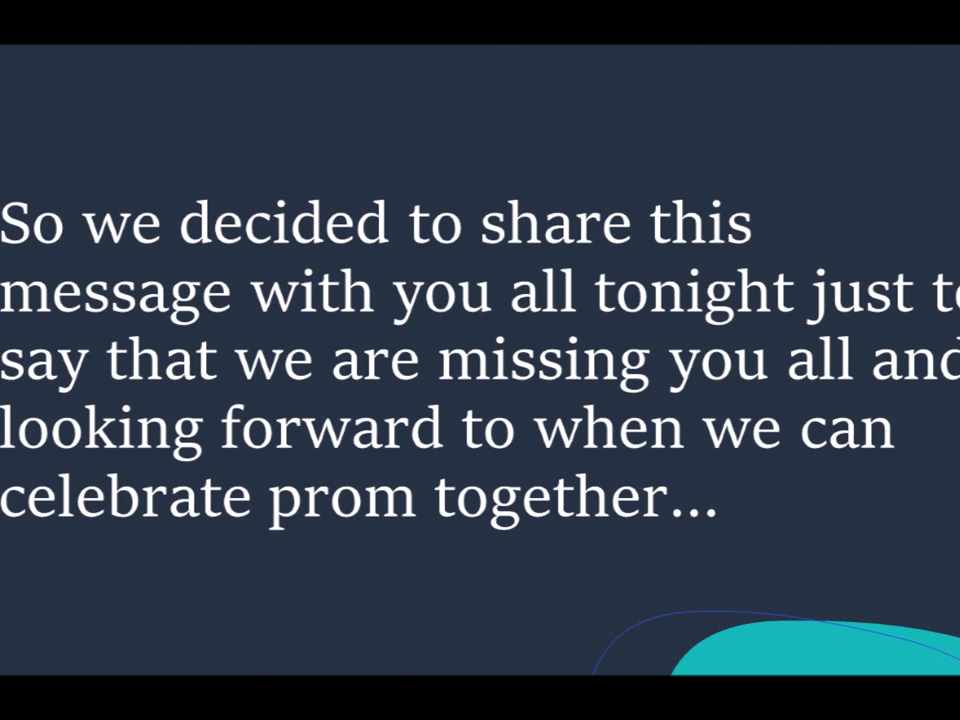 So we decided to share this
message with you all tonight just to
say that we are missing you all and
looking forward to when we can
celebrate prom together...